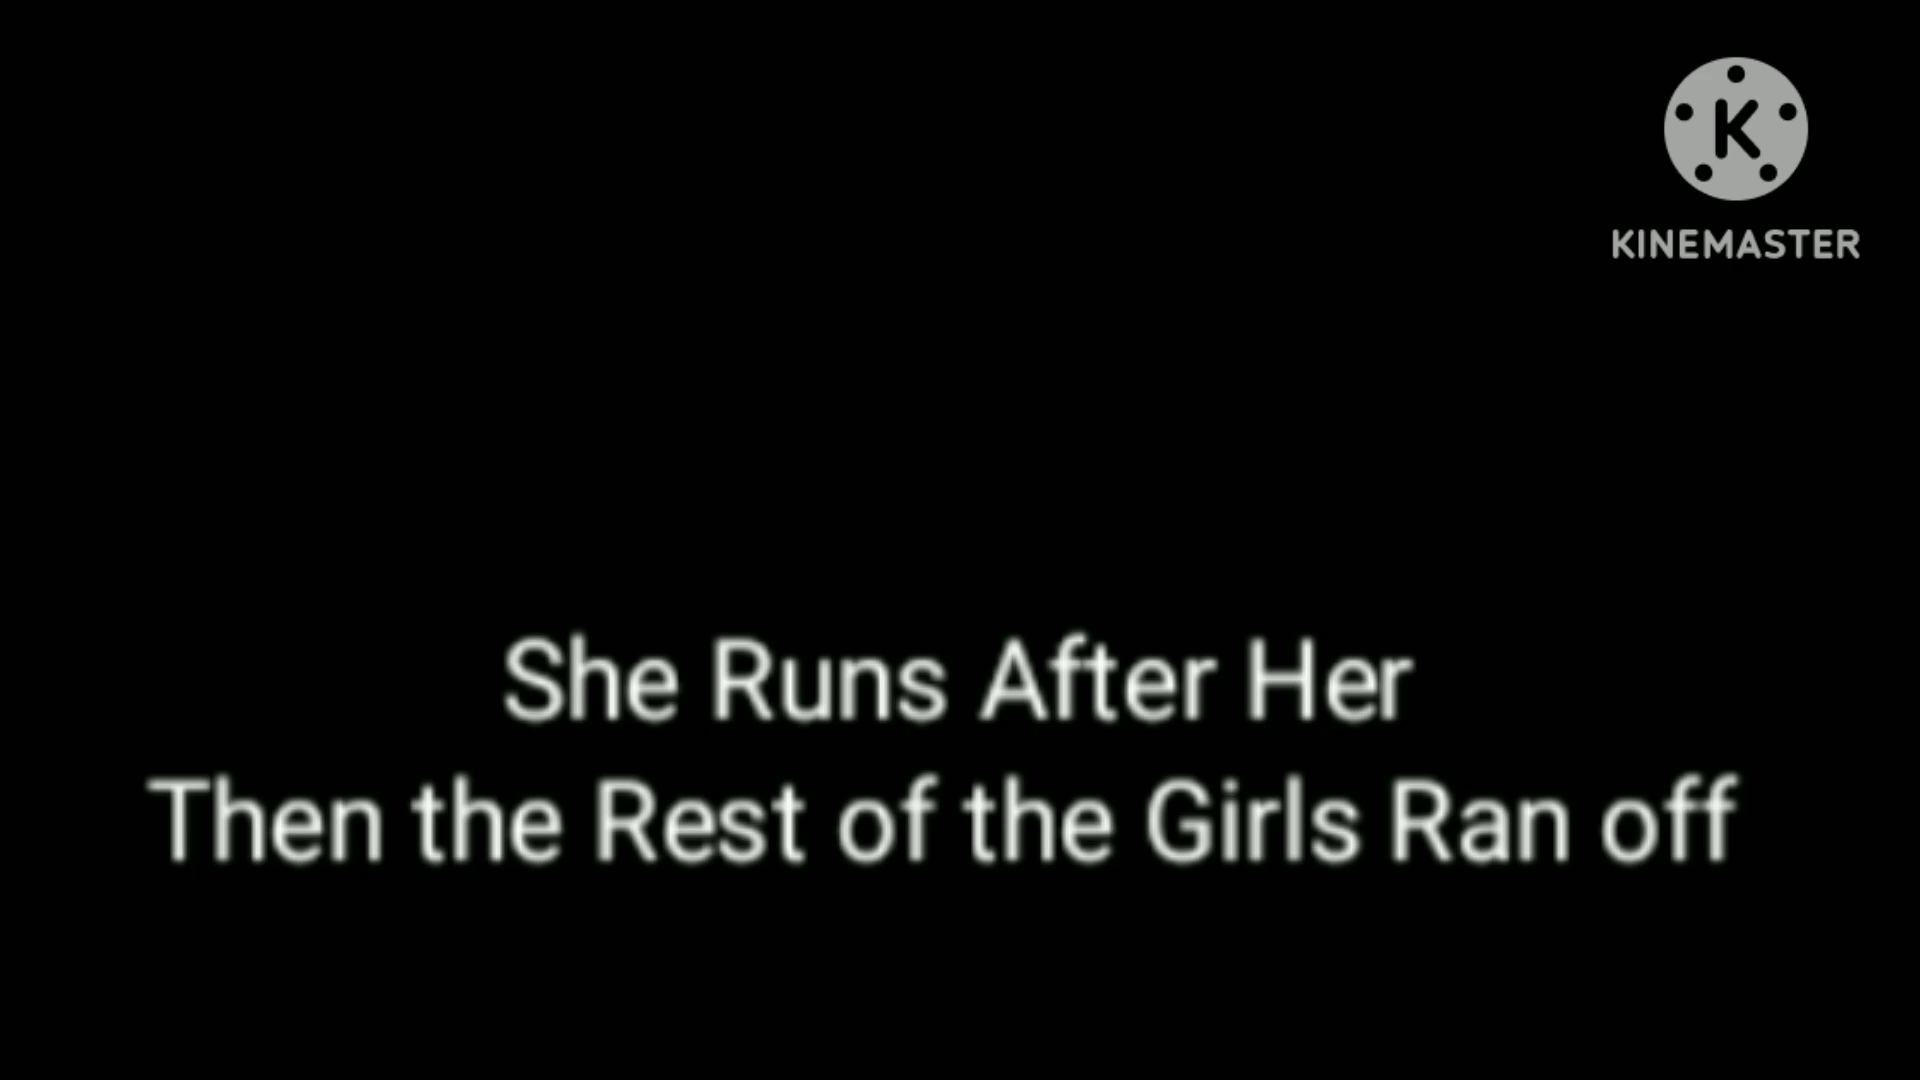 K
KINEMASTER
She Runs After Her
Then the Rest of the Girls Ran off